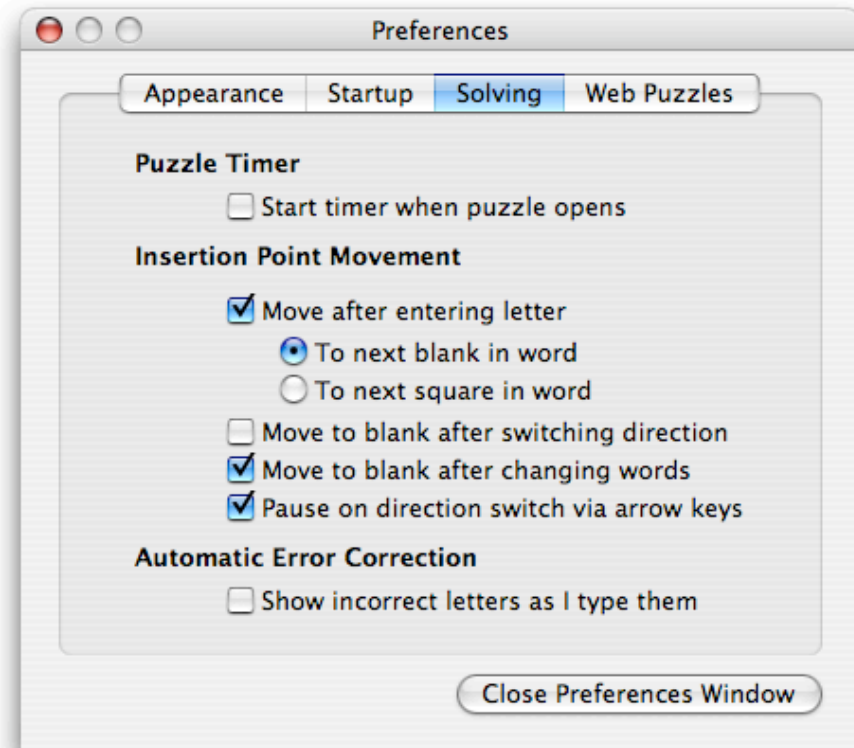 Preferences
Appearance Startup Solving Web Puzzles
Puzzle Timer
Start timer when puzzle opens
Insertion Point Movement
Move after entering letter
To next blank in word
To next square in word
Move to blank after switching direction
Move to blank after changing words
Pause on direction switch via arrow keys
Automatic Error Correction
Show incorrect letters as I type them
Close Preferences Window